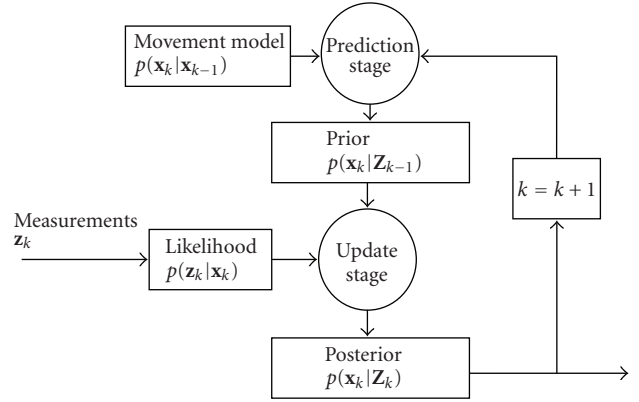 Movement model
p(x_k|x_{k−1})
Prediction
stage
Prior
p(x_k|Z_{k−1})
k = k + 1
Measurements
z_k
Likelihood
p(z_k|x_k)
Update
stage
Posterior
p(x_k|Z_k)